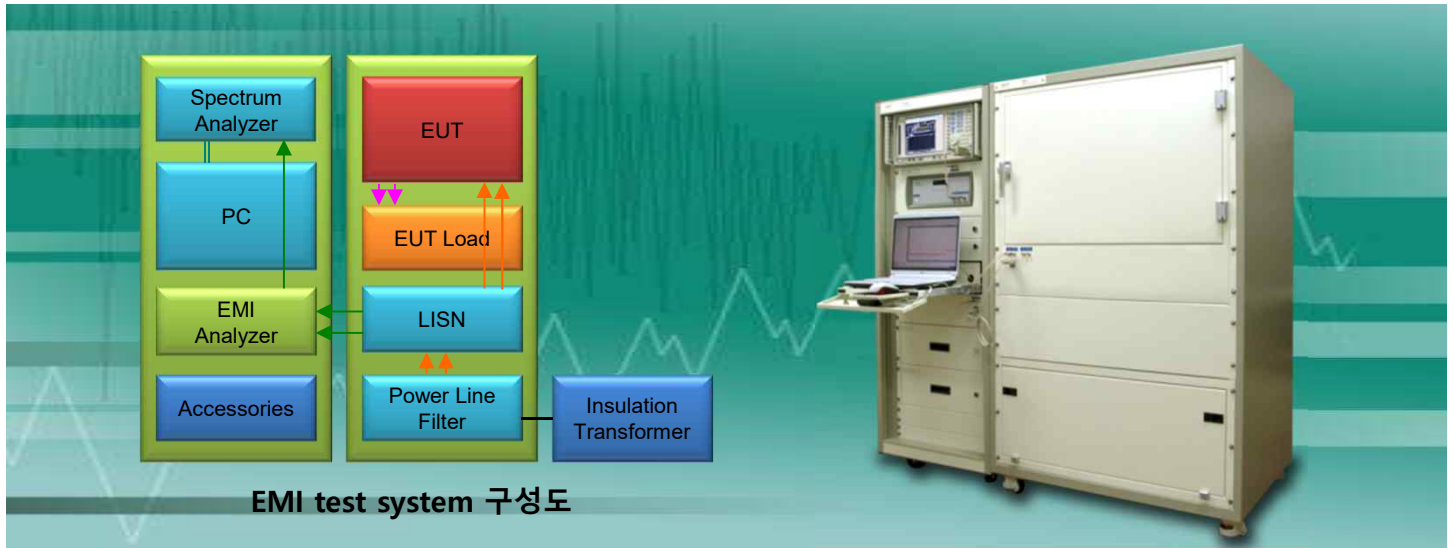 Spectrum
Analyzer
PC
EMI
Analyzer
Accessories
EUT
EUT Load
LISN
Power Line
Filter
Insulation
Transformer
EMI test system 구성도